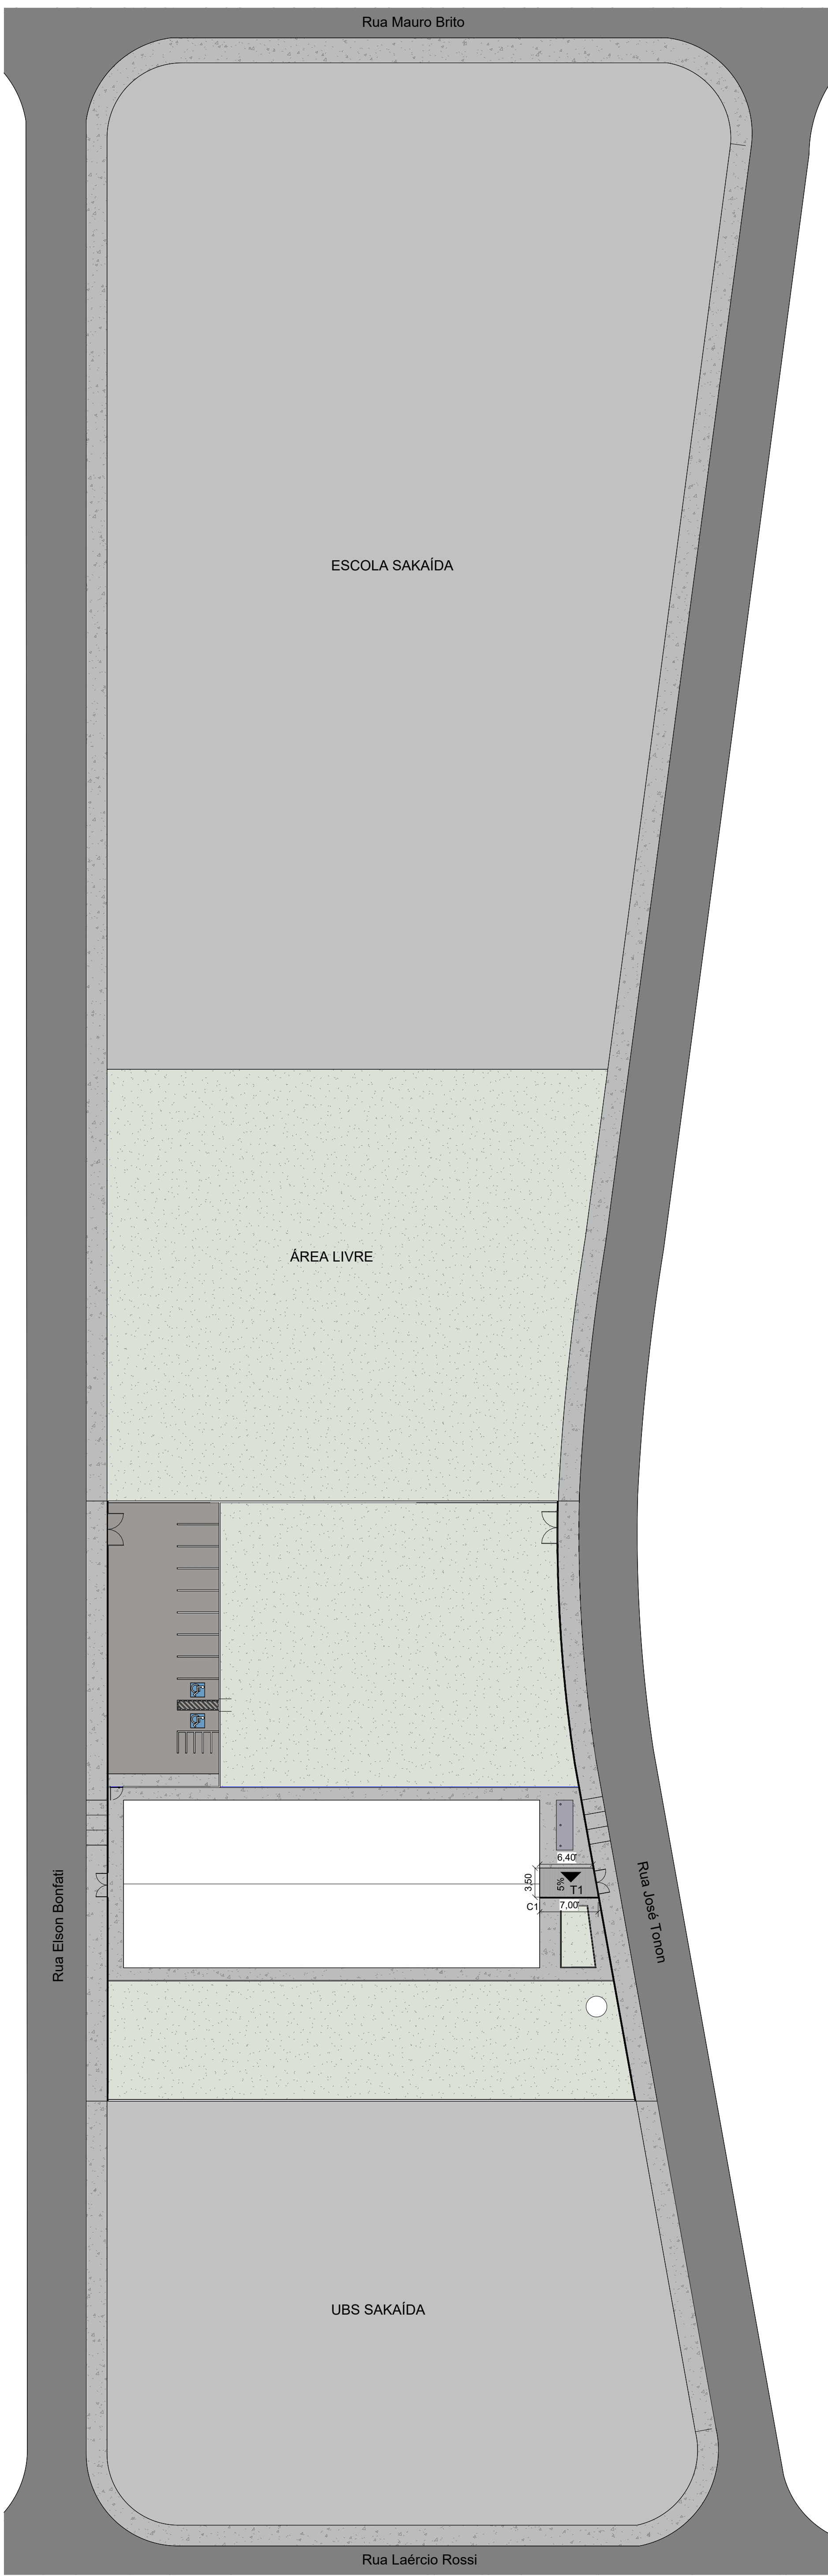 Rua Mauro Brito
ESCOLA SAKAÍDA
ÁREA LIVRE
6,40
3,50
5%
T1
C1
7,00
Rua Elson Bonfati
Rua José Tonon
UBS SAKAÍDA
Rua Laércio Rossi